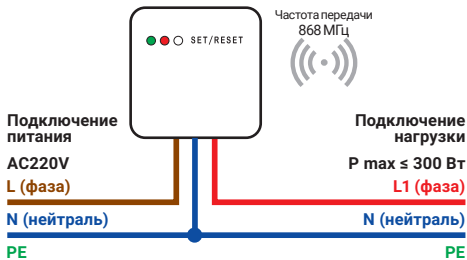 Частота передачи
868 МГц
SET/RESET
Подключение
питания
AC220V
L (фаза)
N (нейтраль)
PE
Подключение
нагрузки
P max ≤ 300 Вт
L1 (фаза)
N (нейтраль)
PE